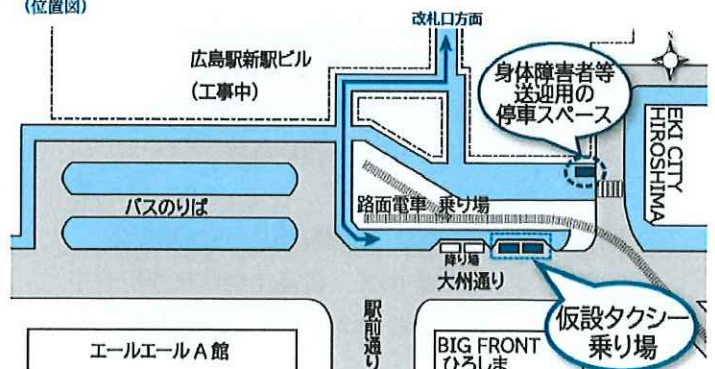 (位置図)
改札口方面
広島駅新駅ビル
(工事中)
身体障害者等
送迎用の
停車スペース
EKI CITY
HIROSHIMA
バスのりば
路面電車 乗り場
降り場
大州通り
駅前通り
仮設タクシー
乗り場
エールエールA館
BIG FRONT
ひろしま